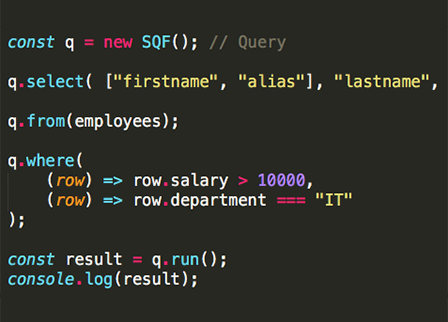 const q = new SQF(); // Query
q.select( ["firstname", "alias"], "lastname",
q.from(employees);
q.where(
(row) => row.salary > 10000,
(row) => row.department === "IT"
);
const result = q.run();
console.log(result);